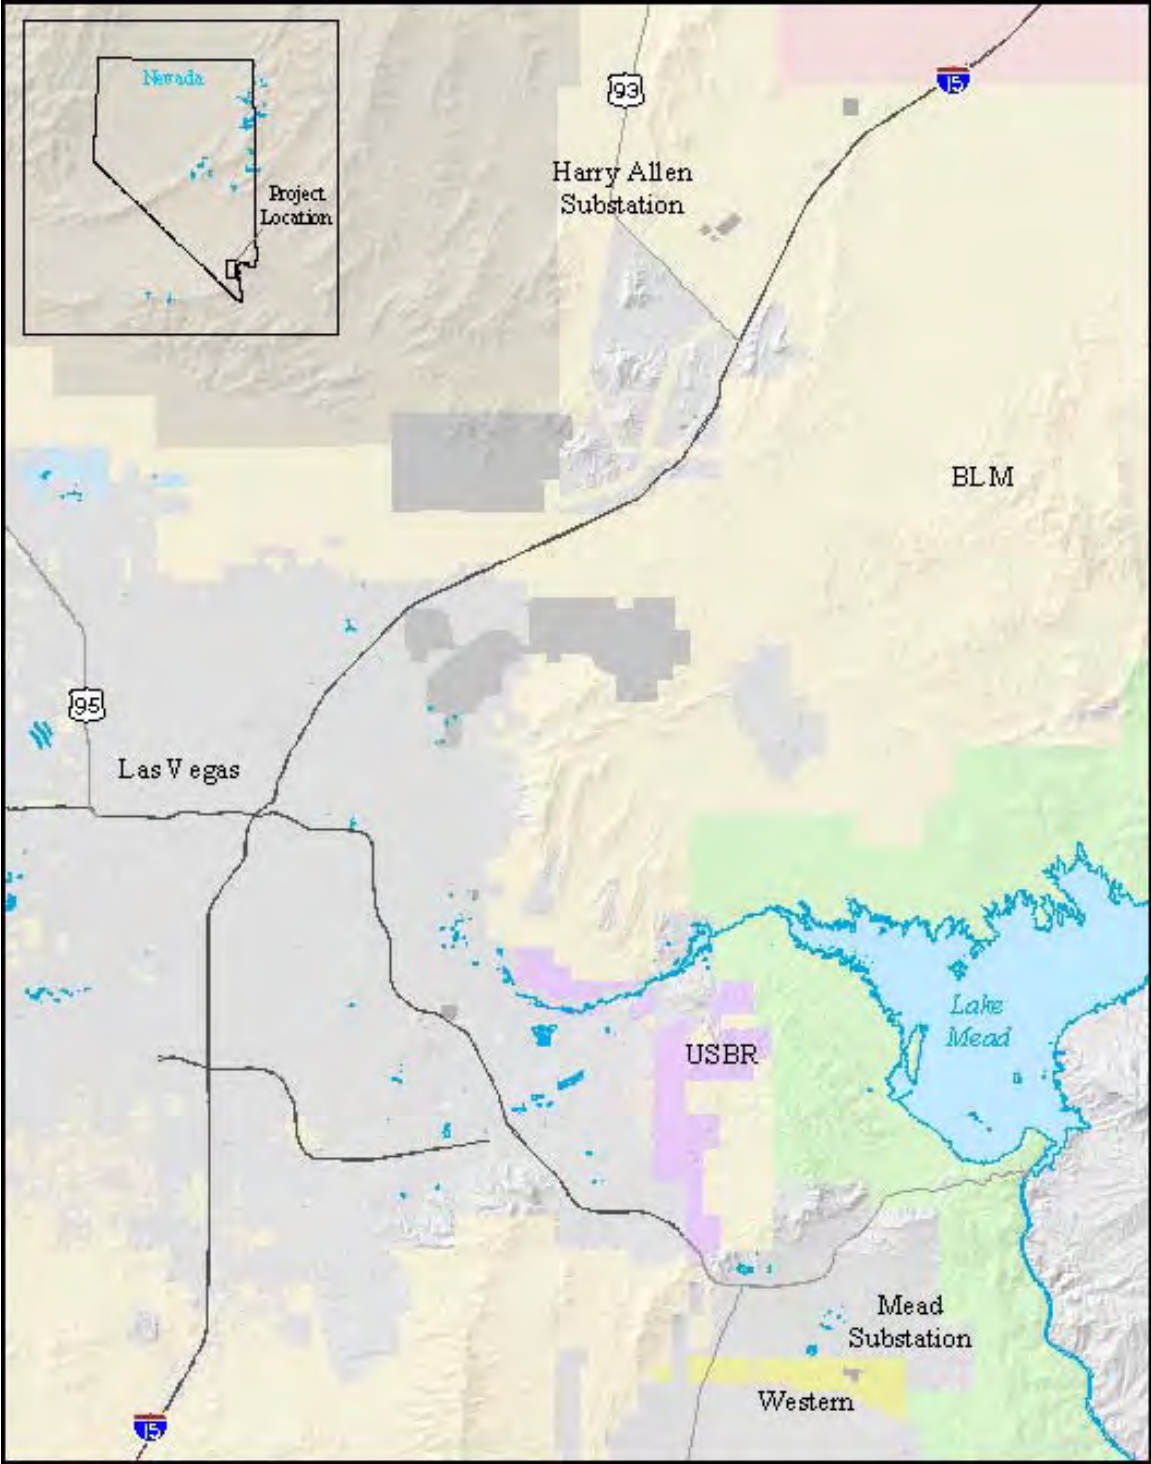 Nevada
Project
Location
93
15
Harry Allen
Substation
BLM
95
Las Vegas
Lake
Mead
USBR
Mead
Substation
Western
15